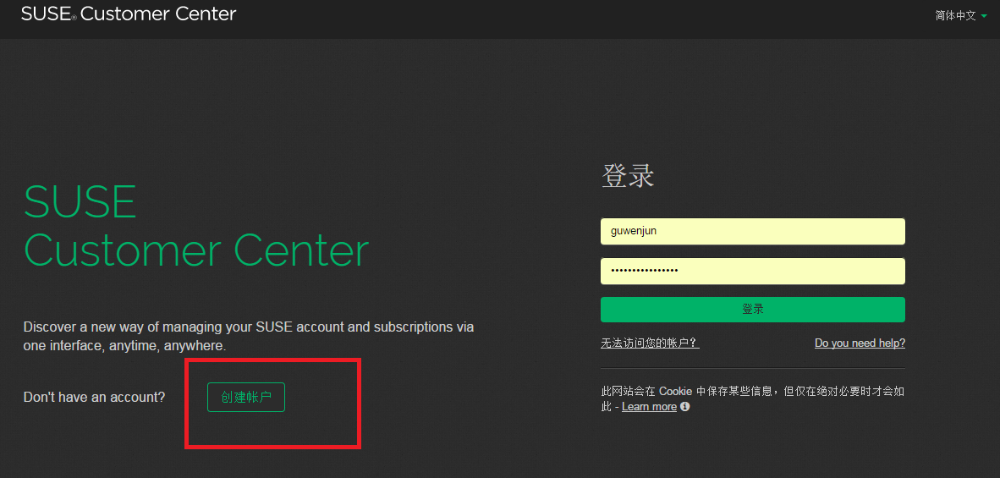 SUSE® Customer Center
简体中文
SUSE
Customer Center
Discover a new way of managing your SUSE account and subscriptions via
one interface, anytime, anywhere.
Don't have an account?
创建帐户
登录
guwenjun
••••••••••••••••
登录
无法访问您的帐户？
Do you need help?
此网站会在 Cookie 中保存某些信息，但仅在绝对必要时才会如
此 - Learn more